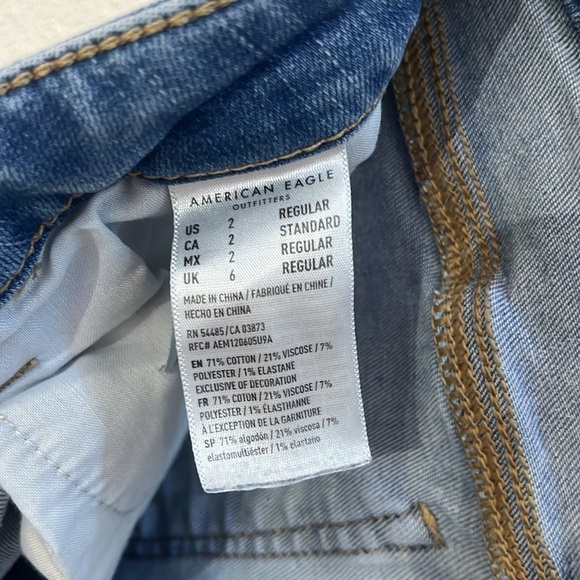 AMERICAN EAGLE
OUTFITTERS
US 2 REGULAR
CA 2 STANDARD
MX 2 REGULAR
UK 6 REGULAR
MADE IN CHINA / FABRIQUÉ EN CHINE /
HECHO EN CHINA
RN 54485/CA 03873
RFC# AEM120605U9A
EN 71% COTTON / 21% VISCOSE / 7%
POLYESTER / 1% ELASTANE
EXCLUSIVE OF DECORATION
FR 71% COTON / 21% VISCOSE / 7%
POLYESTER / 1% ÉLASTHANNE
À L'EXCEPTION DE LA GARNITURE
SP 71% algodón / 21% viscosa / 7%
elastomultiéster / 1% elastano